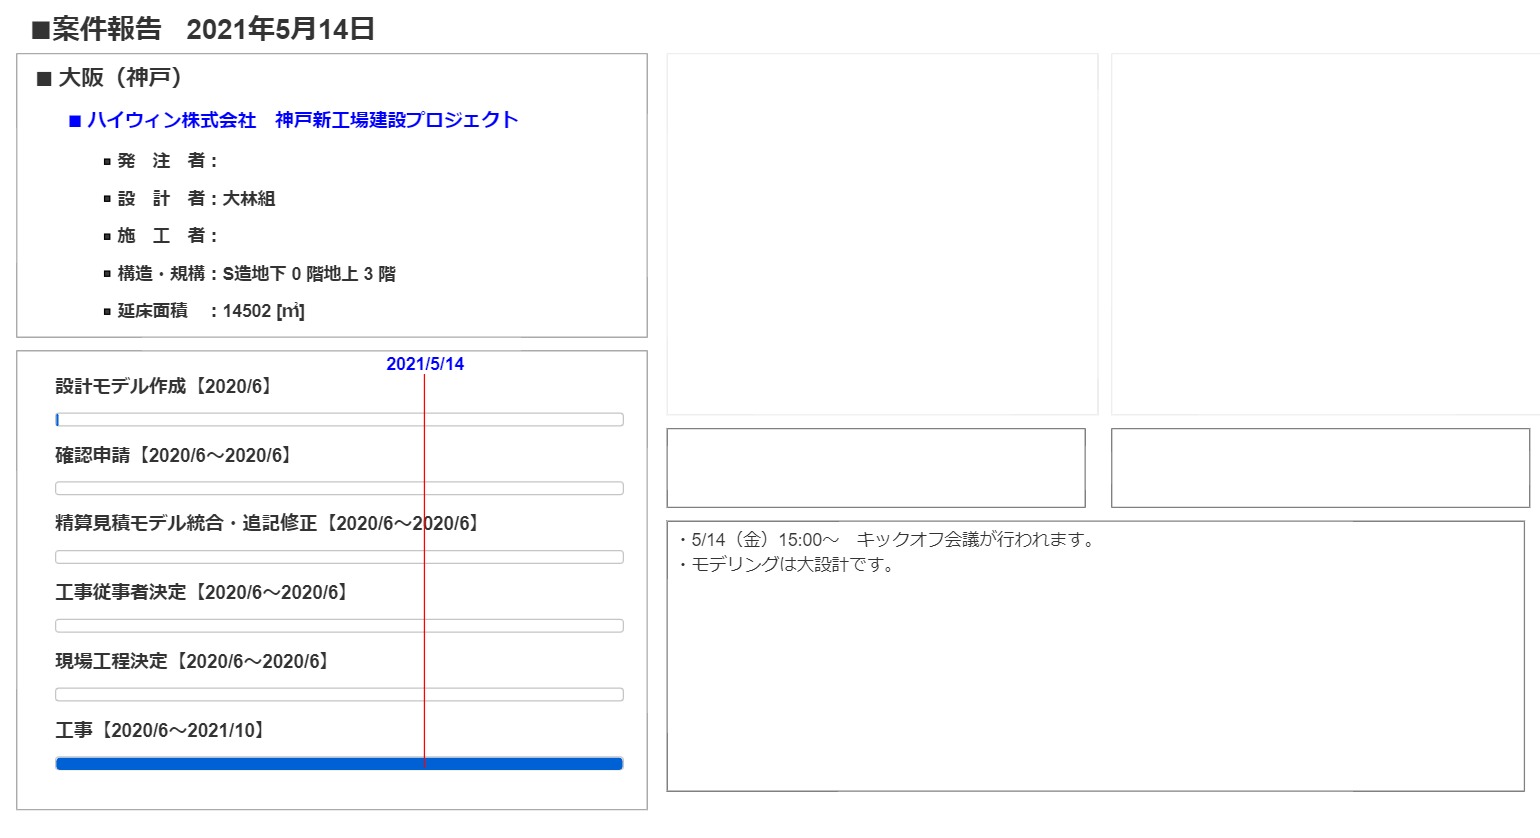 ■案件報告　2021年5月14日
■ 大阪（神戸）
■ ハイウィン株式会社　神戸新工場建設プロジェクト
▪ 発　注　者：
▪ 設　計　者：大林組
▪ 施　工　者：
▪ 構造・規構：S造地下 0 階地上 3 階
▪ 延床面積　：14502 [㎡]
2021/5/14
設計モデル作成【2020/6】
確認申請【2020/6～2020/6】
精算見積モデル統合・追記修正【2020/6～2020/6】
工事従事者決定【2020/6～2020/6】
現場工程決定【2020/6～2020/6】
工事【2020/6～2021/10】
・5/14（金）15:00～　キックオフ会議が行われます。
・モデリングは大設計です。